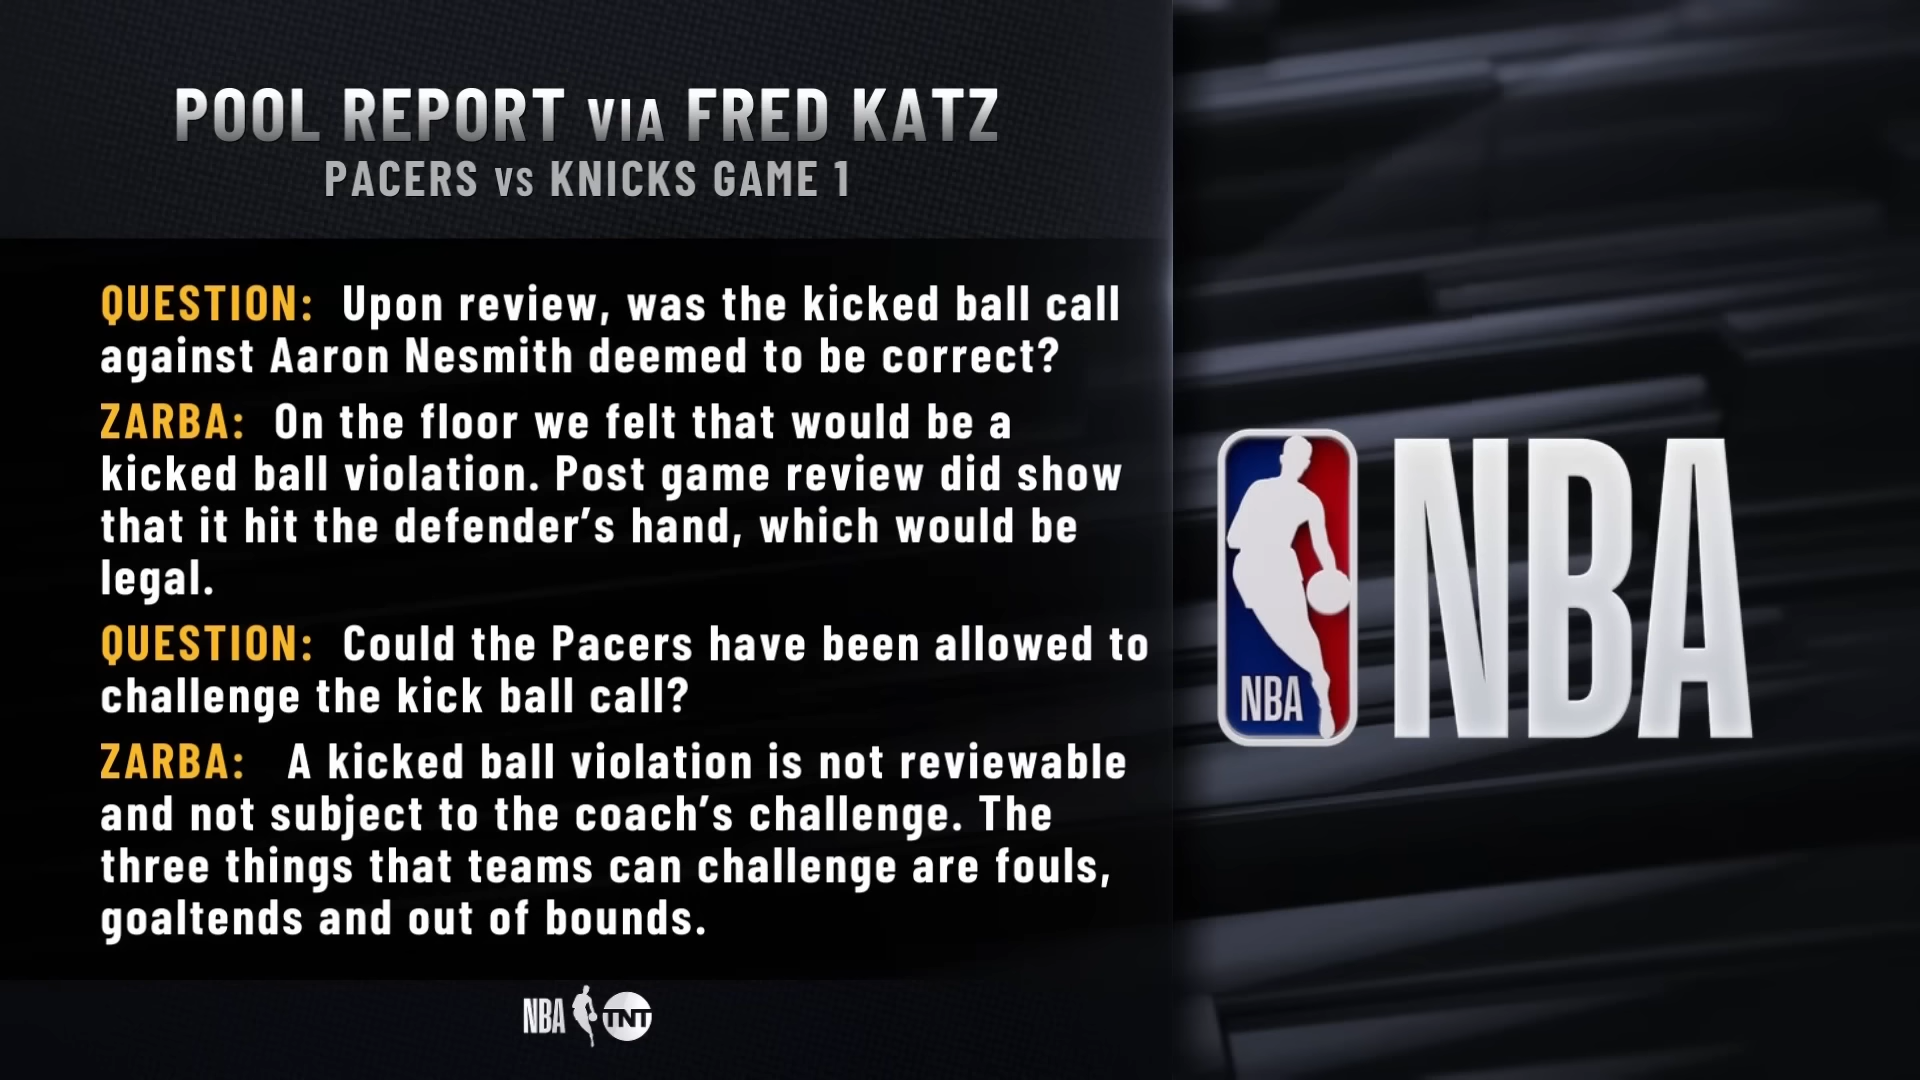 POOL REPORT VIA FRED KATZ
PACERS VS KNICKS GAME 1
QUESTION: Upon review, was the kicked ball call
against Aaron Nesmith deemed to be correct?
ZARBA: On the floor we felt that would be a
kicked ball violation. Post game review did show
that it hit the defender's hand, which would be
legal.
QUESTION: Could the Pacers have been allowed to
challenge the kick ball call?
ZARBA: A kicked ball violation is not reviewable
and not subject to the coach's challenge. The
three things that teams can challenge are fouls,
goaltends and out of bounds.
NBA TNT
NBA
NBA